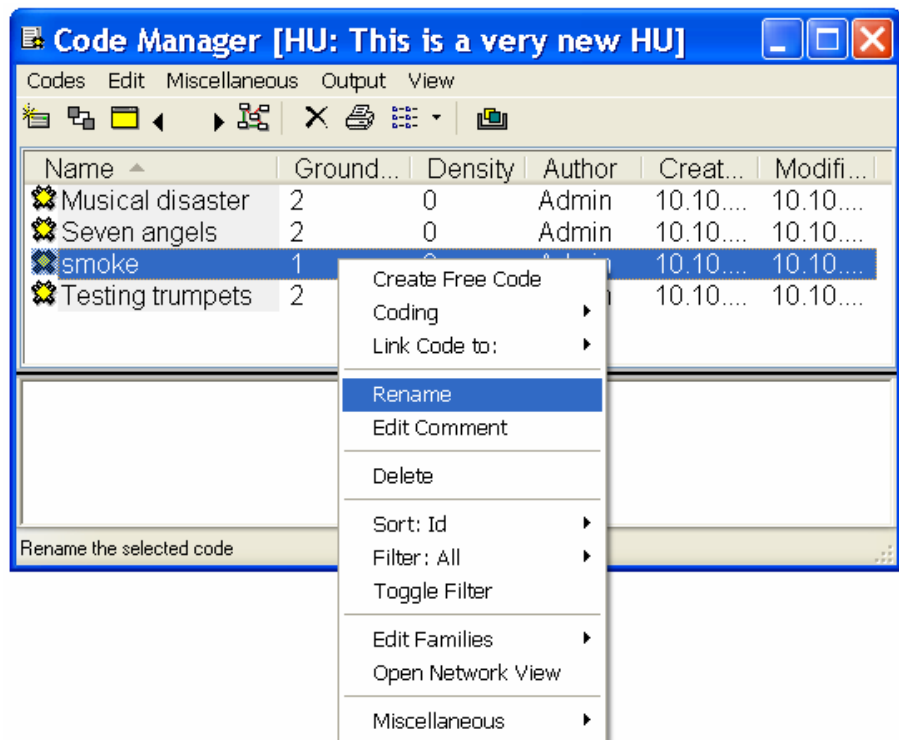 Code Manager [HU: This is a very new HU]
Codes Edit Miscellaneous Output View
Name Ground... Density Author Creat... Modifi...
Musical disaster 2 0 Admin 10.10.... 10.10....
Seven angels 2 0 Admin 10.10.... 10.10....
smoke 1 10.10.... 10.10....
Testing trumpets 2 10.10.... 10.10....
Create Free Code
Coding
Link Code to:
Rename
Edit Comment
Delete
Sort: Id
Filter: All
Toggle Filter
Edit Families
Open Network View
Miscellaneous
Rename the selected code